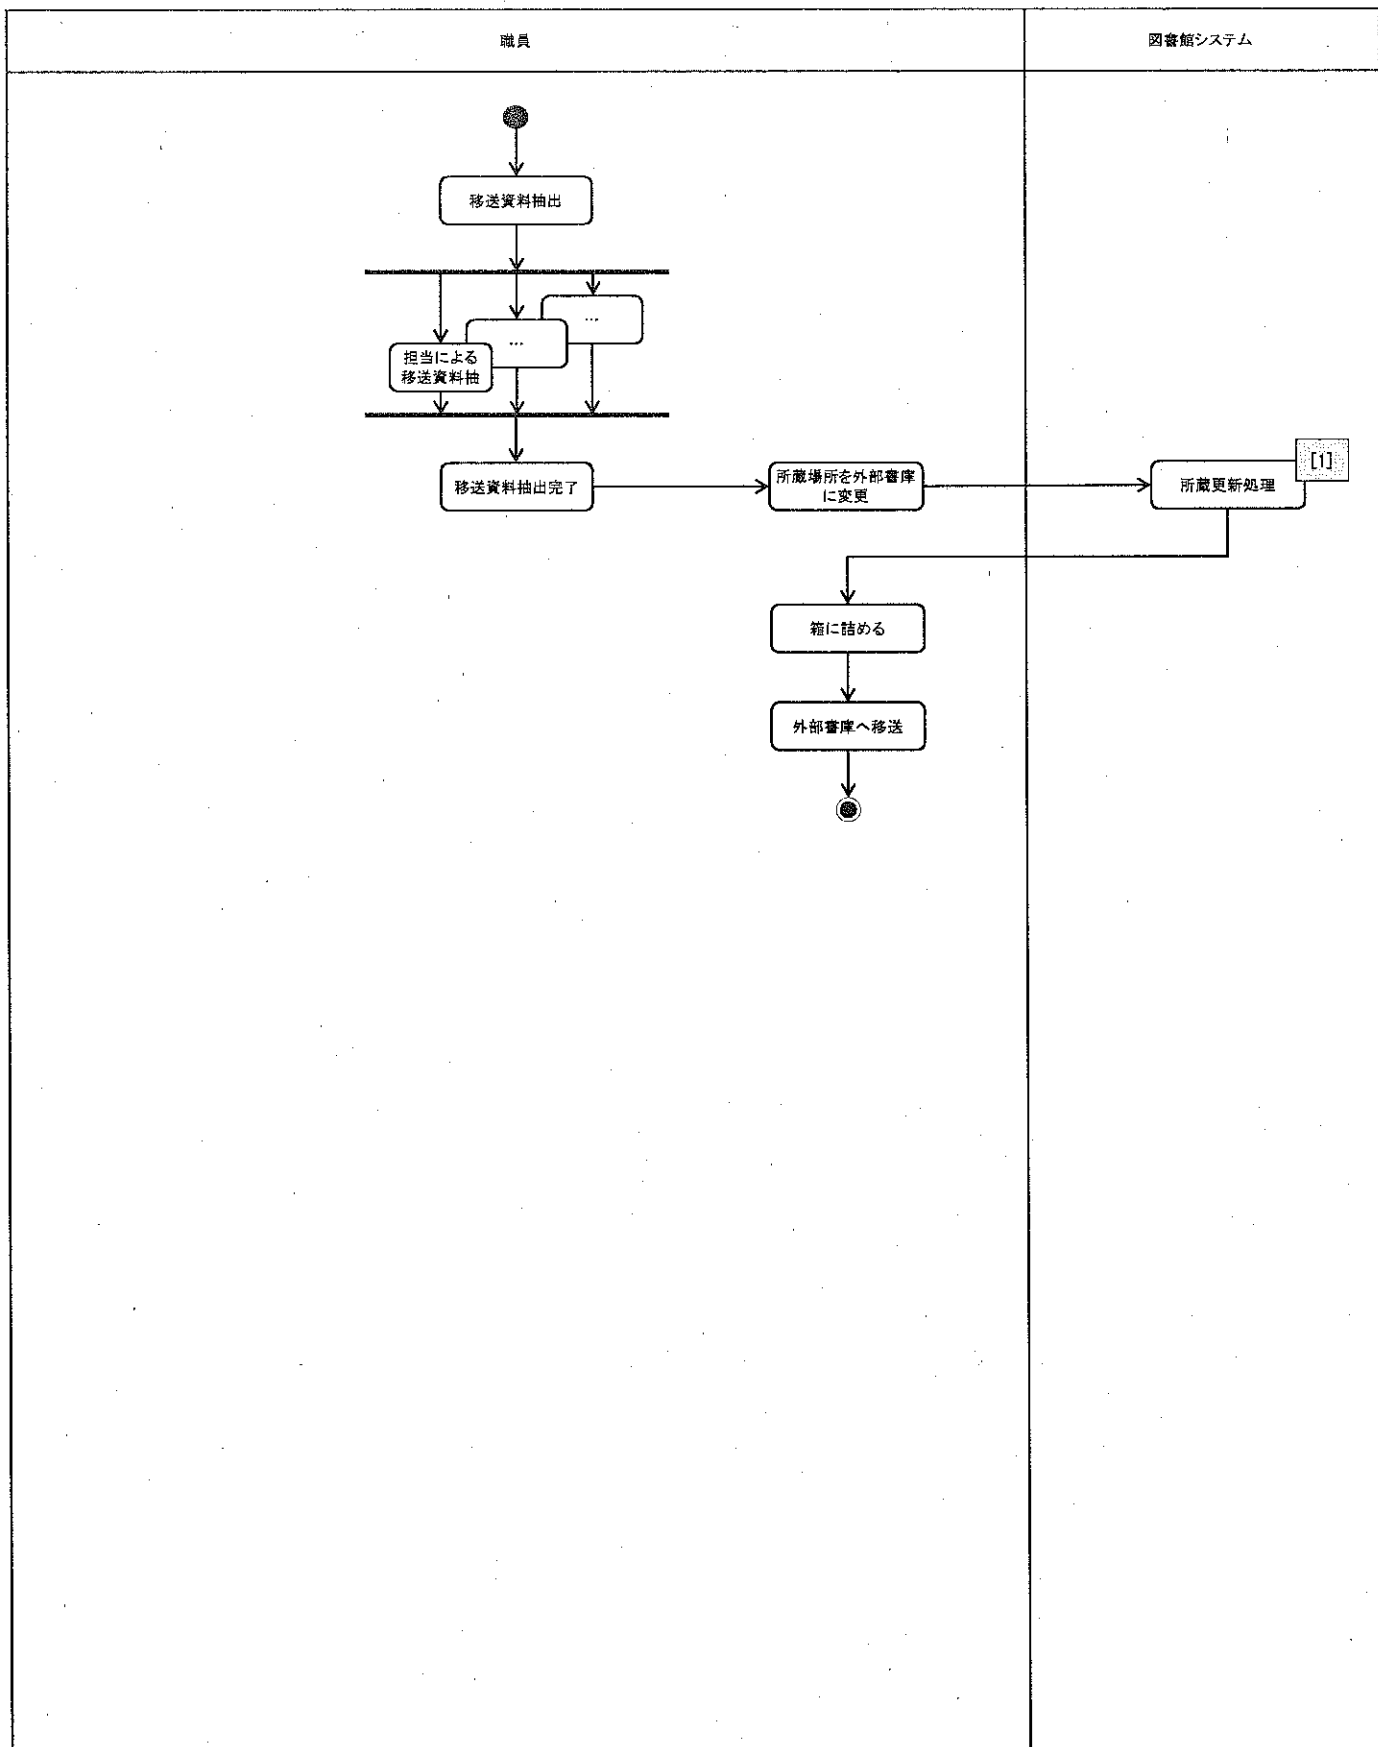 職員
図書館システム
移送資料抽出
…
…
担当による
移送資料抽
移送資料抽出完了
所蔵場所を外部書庫
に変更
所蔵更新処理
[1]
箱に詰める
外部書庫へ移送